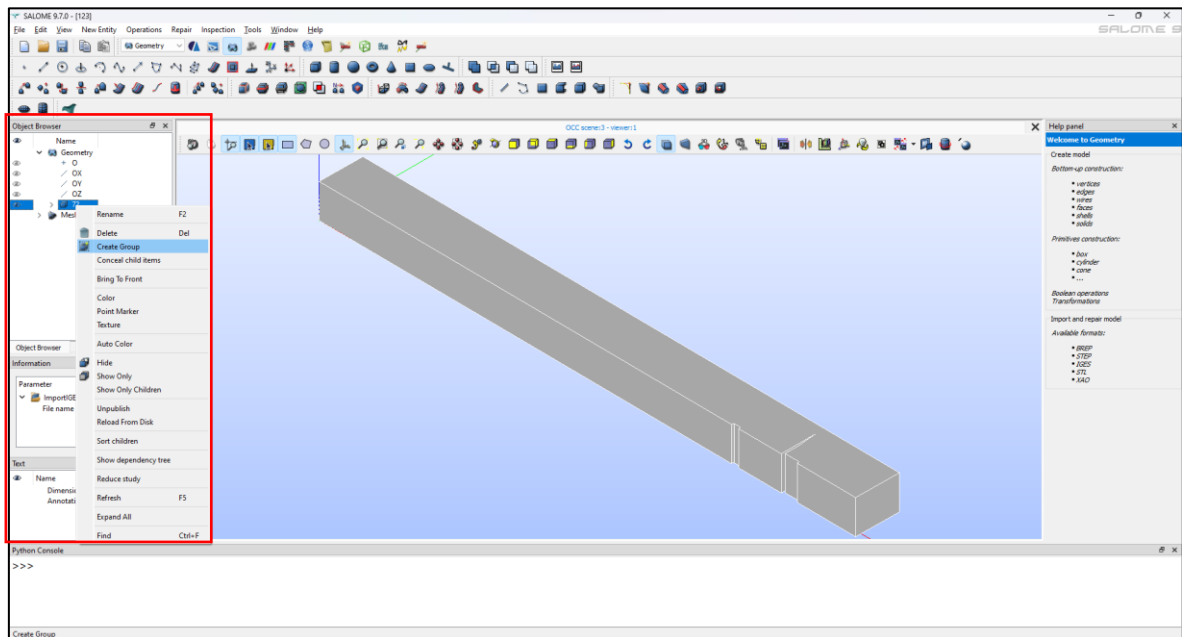 SALOME 9.7.0 - [123]
File Edit View New Entity Operations Repair Inspection Tools Window Help
SALOME 9
Geometry
Object Browser
OCC scene:3 - viewer:1
Help panel
Name
Welcome to Geometry
Geometry
Create model
O
OX
Bottom-up construction:
OY
OZ
• vertices
• edges
• wires
• faces
• shells
• solids
Rename F2
Delete Del
Create Group
Conceal child items
Bring To Front
Color
Point Marker
Texture
Auto Color
Hide
Show Only
Show Only Children
Unpublish
Reload From Disk
Sort children
Show dependency tree
Reduce study
Refresh F5
Expand All
Find Ctrl+F
Primitives construction:
• box
• cylinder
• cone
• ...
Boolean operations
Transformations
Import and repair model
Available formats:
• BREP
• STEP
• IGES
• STL
• XAO
Object Browser
Information
Parameter
ImportIGE
File name
Text
Name
Dimensi
Annotati
Python Console
>>>
Create Group